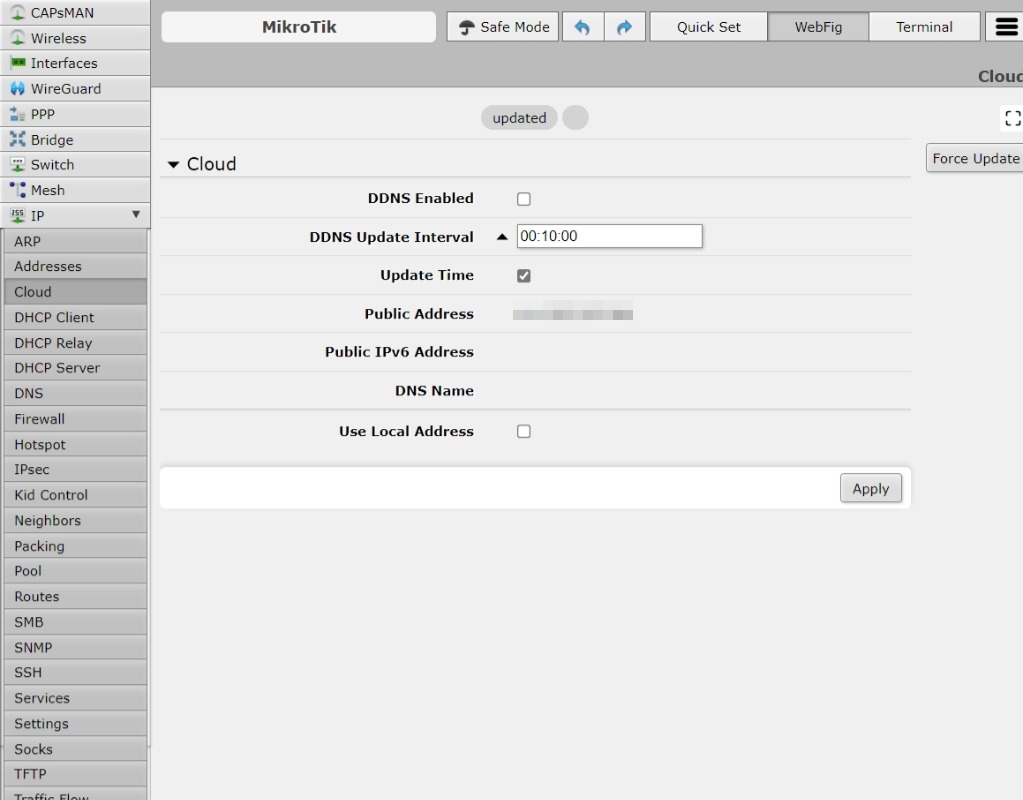 CAPsMAN
Wireless
Interfaces
WireGuard
PPP
Bridge
Switch
Mesh
IP
ARP
Addresses
Cloud
DHCP Client
DHCP Relay
DHCP Server
DNS
Firewall
Hotspot
IPsec
Kid Control
Neighbors
Packing
Pool
Routes
SMB
SNMP
SSH
Services
Settings
Socks
TFTP
Traffic Flow
MikroTik
Safe Mode
Quick Set
WebFig
Terminal
Cloud
updated
Force Update
Cloud
DDNS Enabled
DDNS Update Interval 00:10:00
Update Time
Public Address
Public IPv6 Address
DNS Name
Use Local Address
Apply